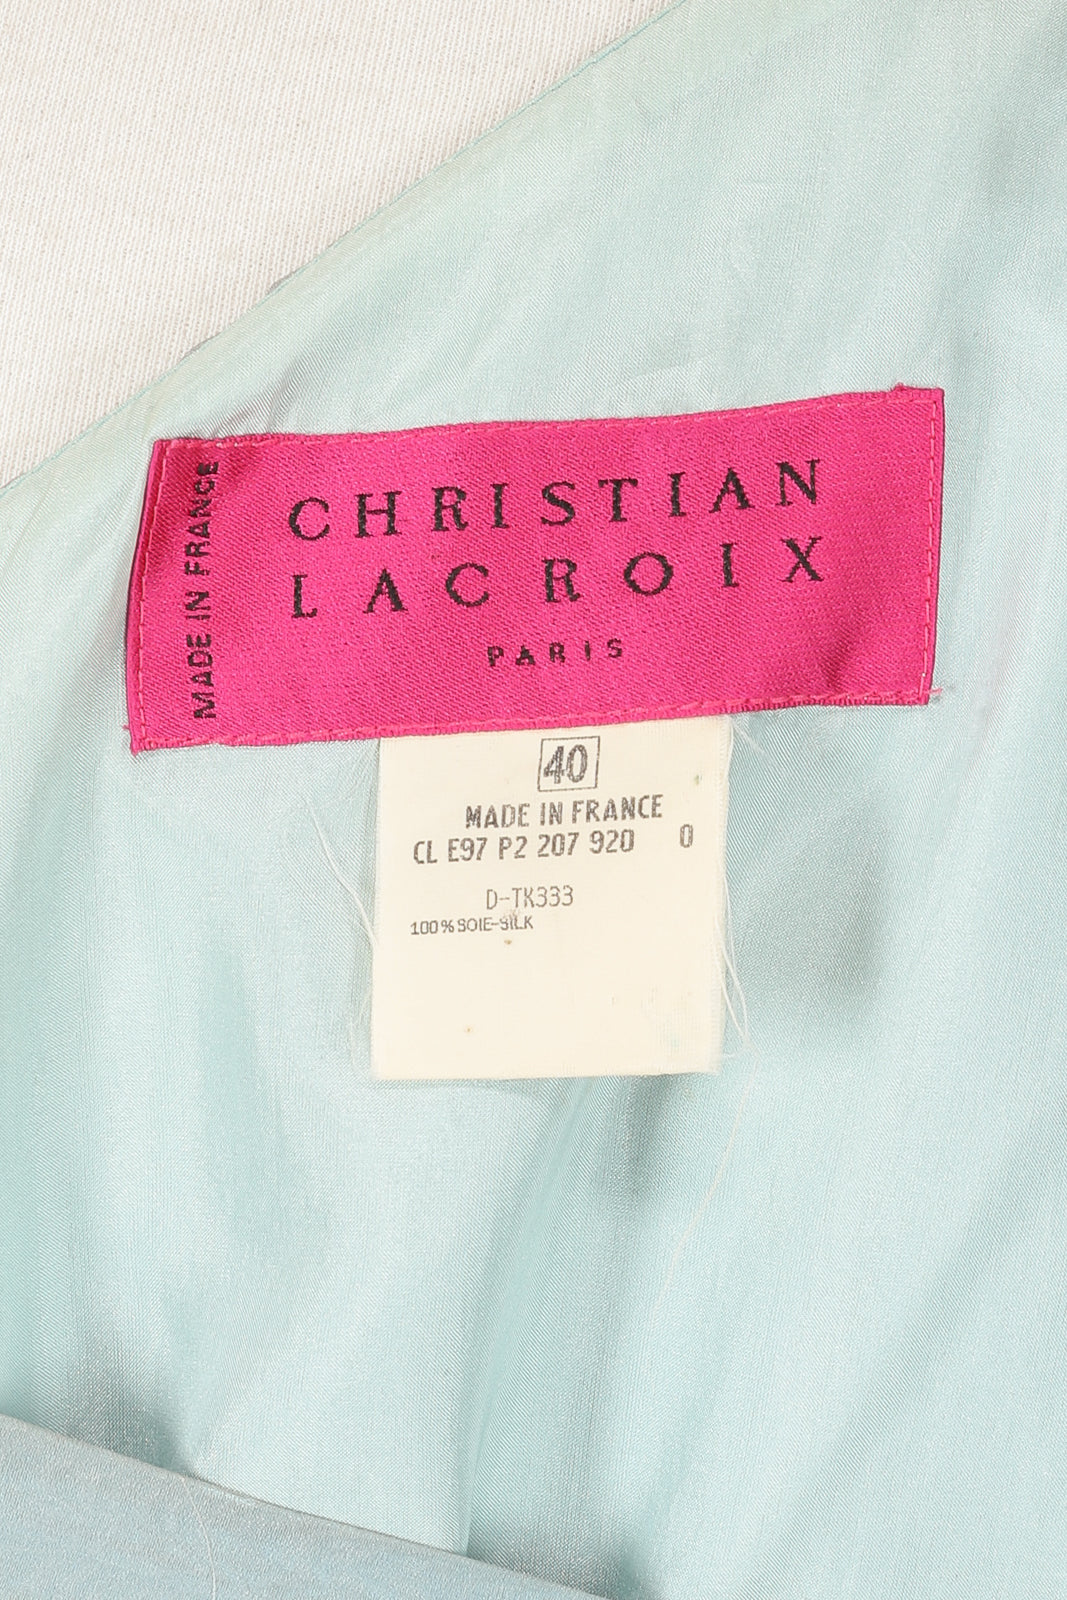 MADE IN FRANCE
CHRISTIAN
LACROIX
PARIS
40
MADE IN FRANCE
CL E97 P2 207 920 0
D-TK333
100% SOIE-SILK